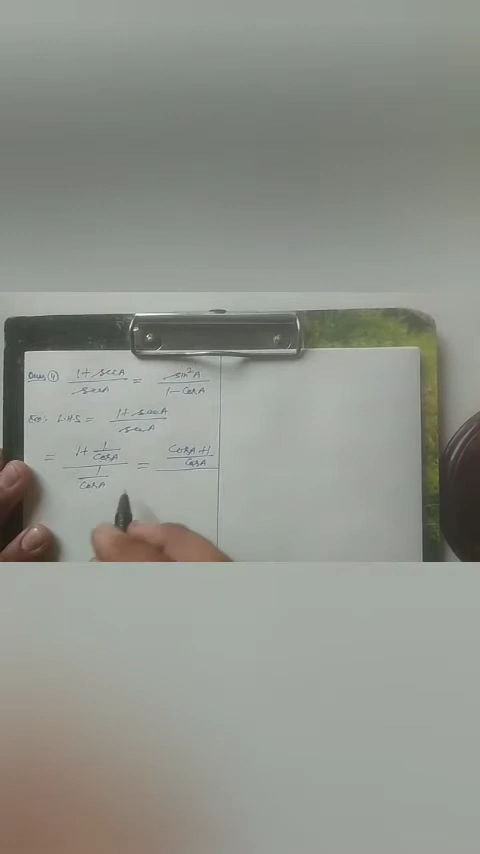 Ques ④ (1 + secA)/secA = sin²A/(1 - CosA)
Sol:- L.H.S = (1 + secA)/secA
= (1 + 1/CosA)/(1/CosA) = ((CosA + 1)/CosA)/